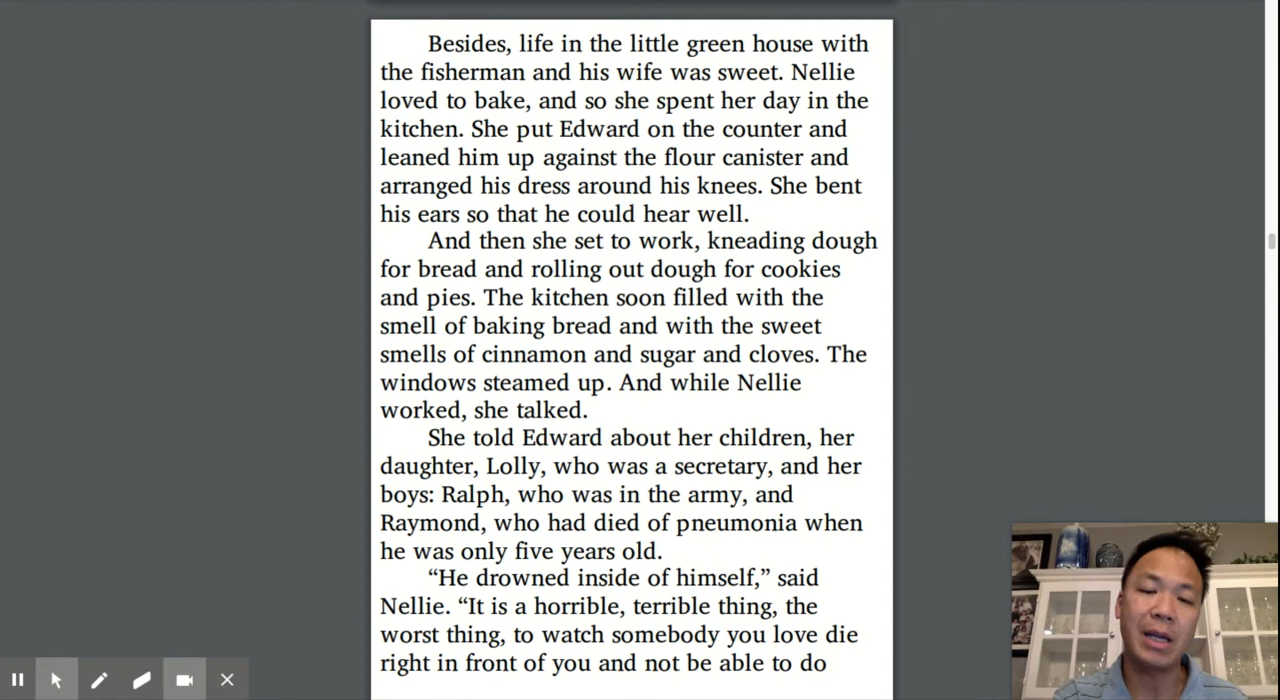 Besides, life in the little green house with
the fisherman and his wife was sweet. Nellie
loved to bake, and so she spent her day in the
kitchen. She put Edward on the counter and
leaned him up against the flour canister and
arranged his dress around his knees. She bent
his ears so that he could hear well.
And then she set to work, kneading dough
for bread and rolling out dough for cookies
and pies. The kitchen soon filled with the
smell of baking bread and with the sweet
smells of cinnamon and sugar and cloves. The
windows steamed up. And while Nellie
worked, she talked.
She told Edward about her children, her
daughter, Lolly, who was a secretary, and her
boys: Ralph, who was in the army, and
Raymond, who had died of pneumonia when
he was only five years old.
“He drowned inside of himself,” said
Nellie. “It is a horrible, terrible thing, the
worst thing, to watch somebody you love die
right in front of you and not be able to do